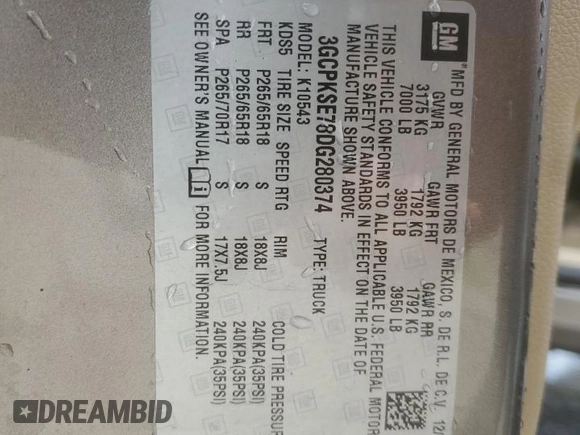 GM
MFD BY GENERAL MOTORS DE MEXICO, S. DE R.L. DE C.V. 12/
GVWR GAWR FRT GAWR RR
3175 KG 1792 KG 1792 KG
7000 LB 3950 LB 3950 LB
THIS VEHICLE CONFORMS TO ALL APPLICABLE U.S. FEDERAL MOTOR
VEHICLE SAFETY STANDARDS IN EFFECT ON THE DATE OF
MANUFACTURE SHOWN ABOVE.
3GCPKSE78DG280374 TYPE: TRUCK
MODEL: K10543
KDS5 TIRE SIZE SPEED RTG RIM COLD TIRE PRESSUR
FRT P265/65R18 S 18X8J 240KPA(35PSI)
RR P265/65R18 S 18X8J 240KPA(35PSI)
SPA P265/70R17 S 17X7.5J 240KPA(35PSI)
SEE OWNER'S MANUAL i FOR MORE INFORMATION.
DREAMBID